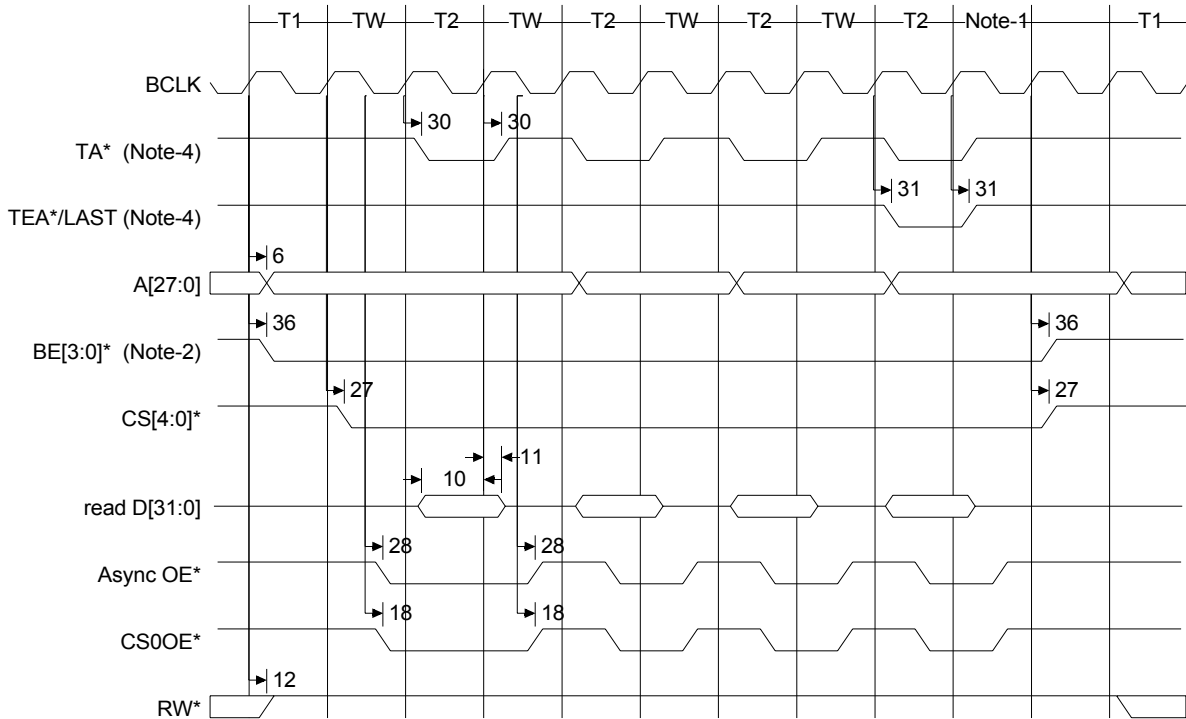 T1 TW T2 TW T2 TW T2 TW T2 Note-1 T1
BCLK
30 30
TA* (Note-4)
31 31
TEA*/LAST (Note-4)
6
A[27:0]
36 36
BE[3:0]* (Note-2)
27 27
CS[4:0]*
11
10
read D[31:0]
28 28
Async OE*
18 18
CS0OE*
12
RW*